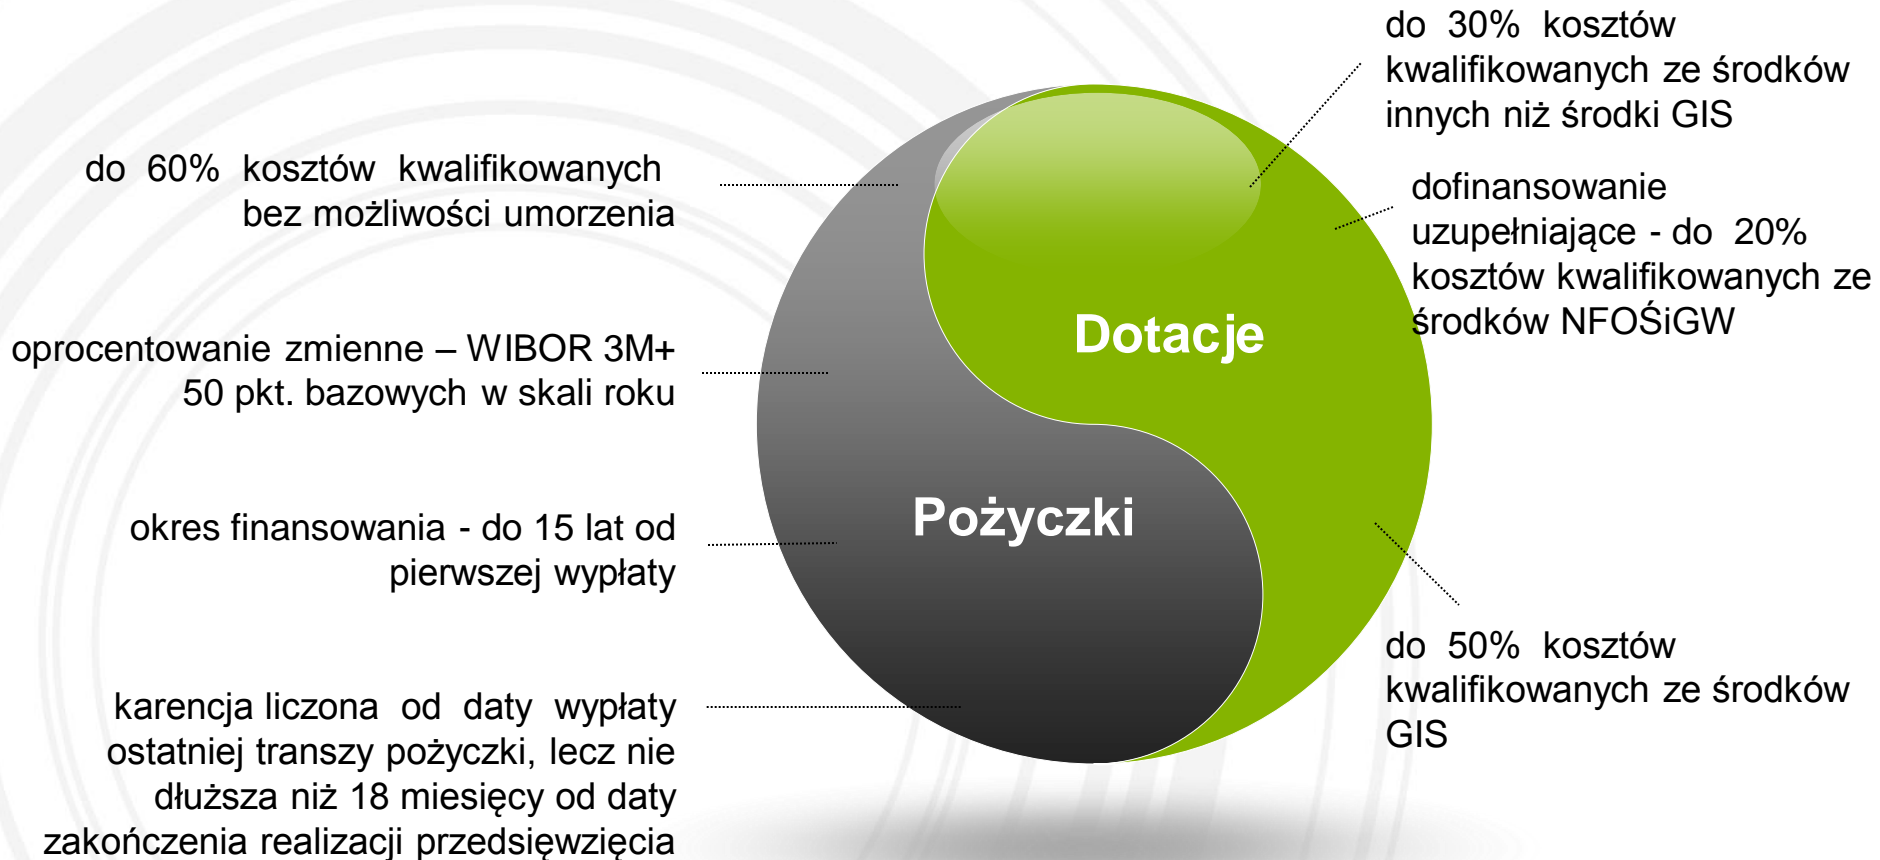 do 60% kosztów kwalifikowanych
bez możliwości umorzenia
oprocentowanie zmienne – WIBOR 3M+
50 pkt. bazowych w skali roku
okres finansowania - do 15 lat od
pierwszej wypłaty
karencja liczona od daty wypłaty
ostatniej transzy pożyczki, lecz nie
dłuższa niż 18 miesięcy od daty
zakończenia realizacji przedsięwzięcia
Dotacje
Pożyczki
do 30% kosztów
kwalifikowanych ze środków
innych niż środki GIS
dofinansowanie
uzupełniające - do 20%
kosztów kwalifikowanych ze
środków NFOŚiGW
do 50% kosztów
kwalifikowanych ze środków
GIS